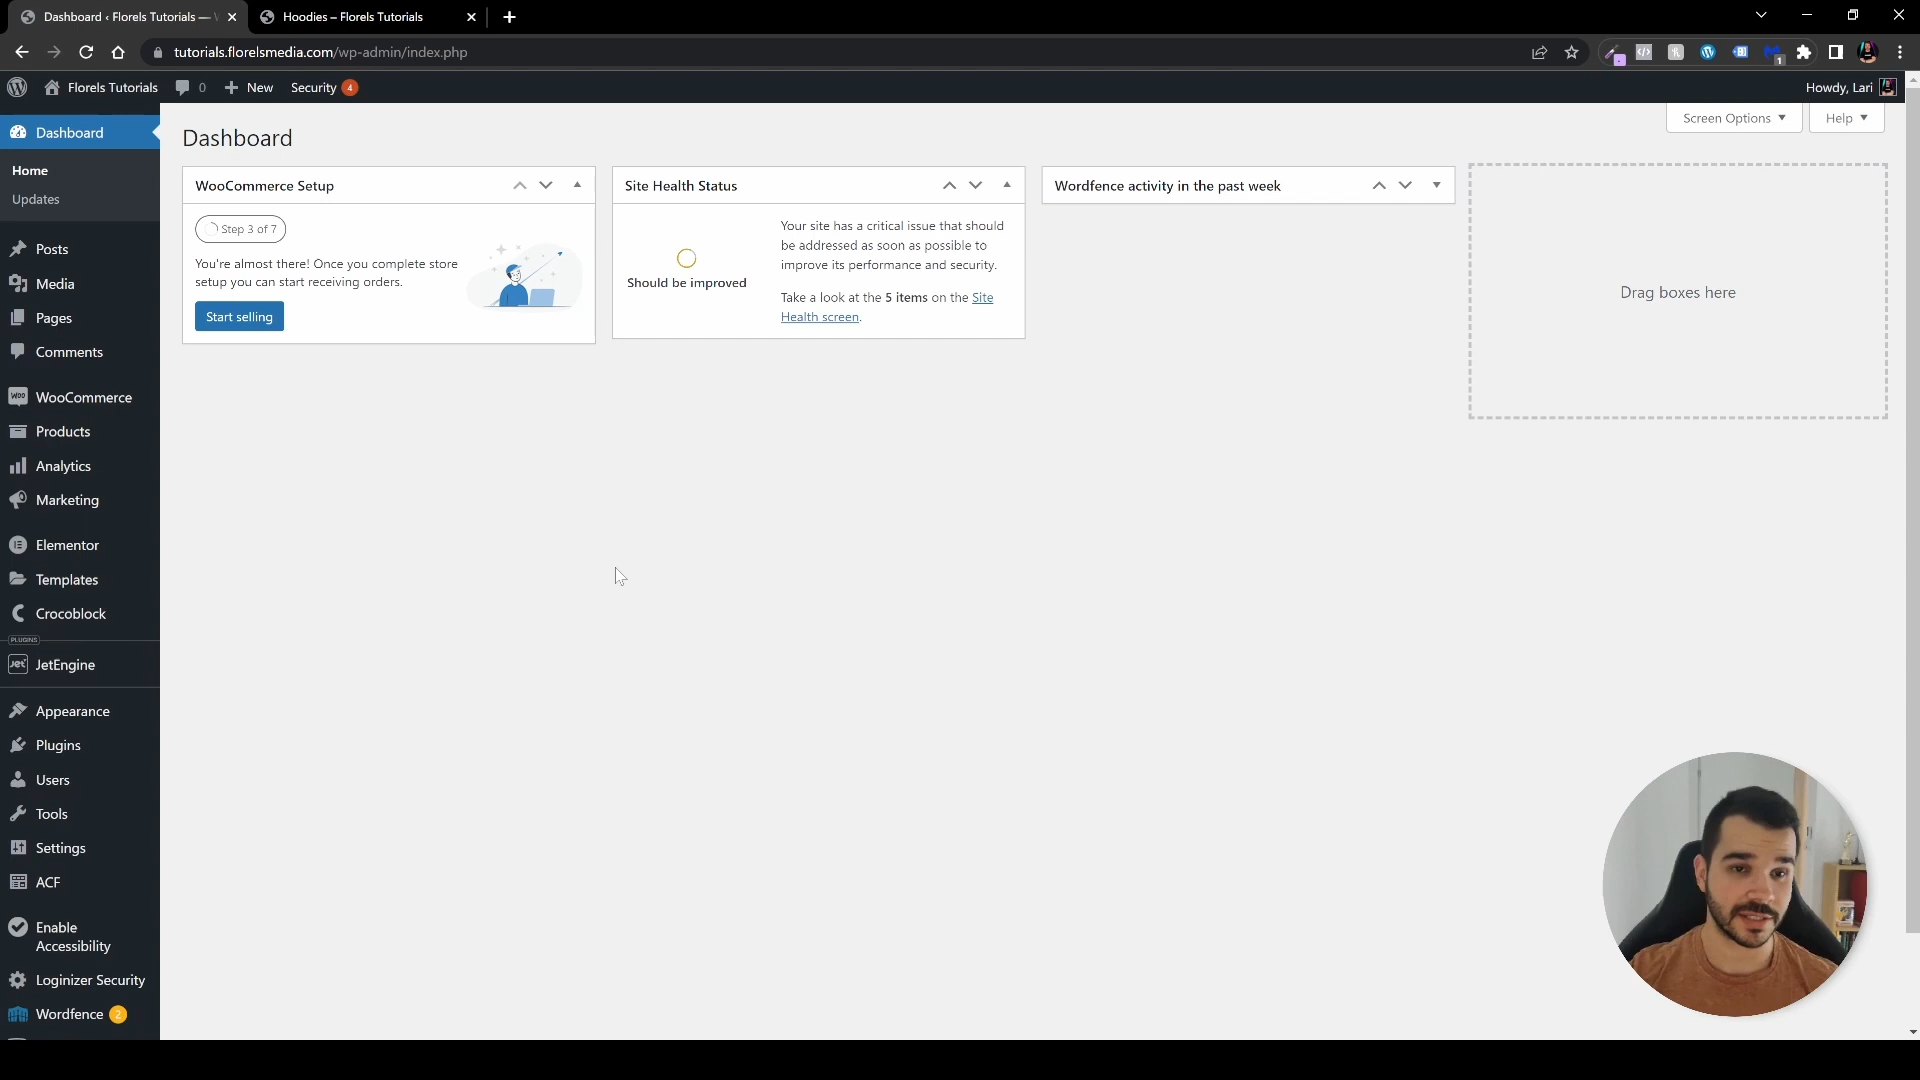 Dashboard ‹ Florels Tutorials — W
Hoodies – Florels Tutorials
tutorials.florelsmedia.com/wp-admin/index.php
1
Florels Tutorials
0
New
Security 4
Howdy, Lari
Dashboard
Home
Updates
Posts
Media
Pages
Comments
Woo WooCommerce
Products
Analytics
Marketing
Elementor
Templates
Crocoblock
PLUGINS
Jet JetEngine
Appearance
Plugins
Users
Tools
Settings
ACF
Enable
Accessibility
Loginizer Security
Wordfence 2
Dashboard
Screen Options
Help
WooCommerce Setup
Step 3 of 7
You're almost there! Once you complete store
setup you can start receiving orders.
Start selling
Site Health Status
Should be improved
Your site has a critical issue that should
be addressed as soon as possible to
improve its performance and security.
Take a look at the 5 items on the Site
Health screen.
Wordfence activity in the past week
Drag boxes here